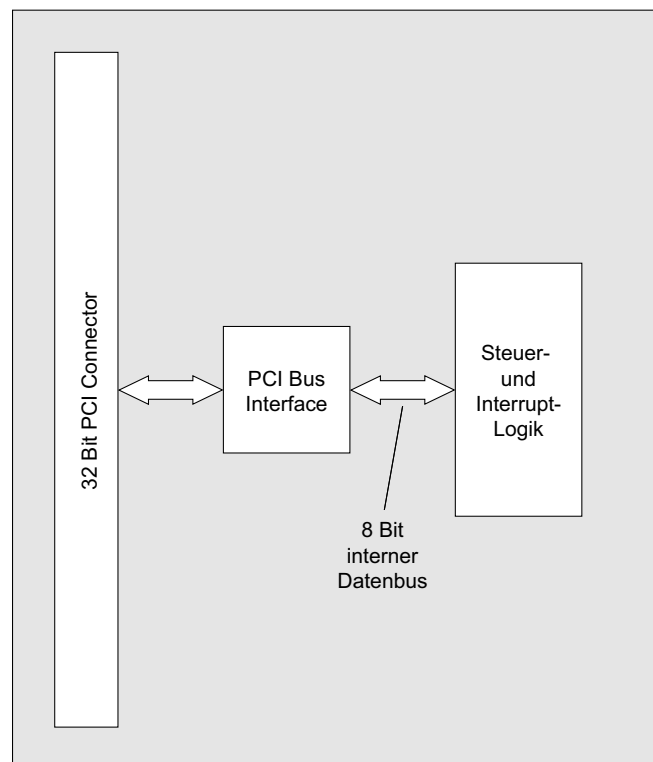 32 Bit PCI Connector
PCI Bus
Interface
Steuer-
und
Interrupt-
Logik
8 Bit
interner
Datenbus